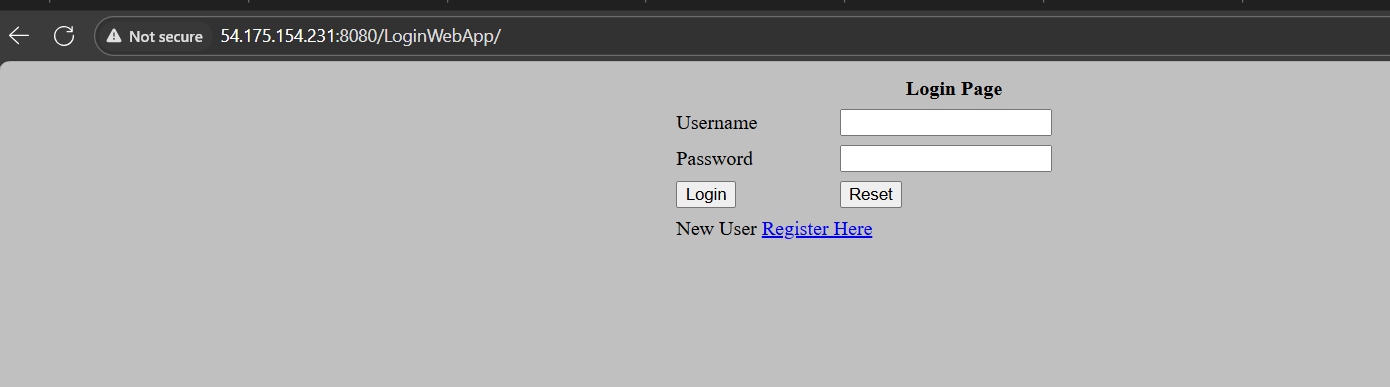 Not secure 54.175.154.231:8080/LoginWebApp/
Login Page
Username
Password
Login Reset
New User Register Here